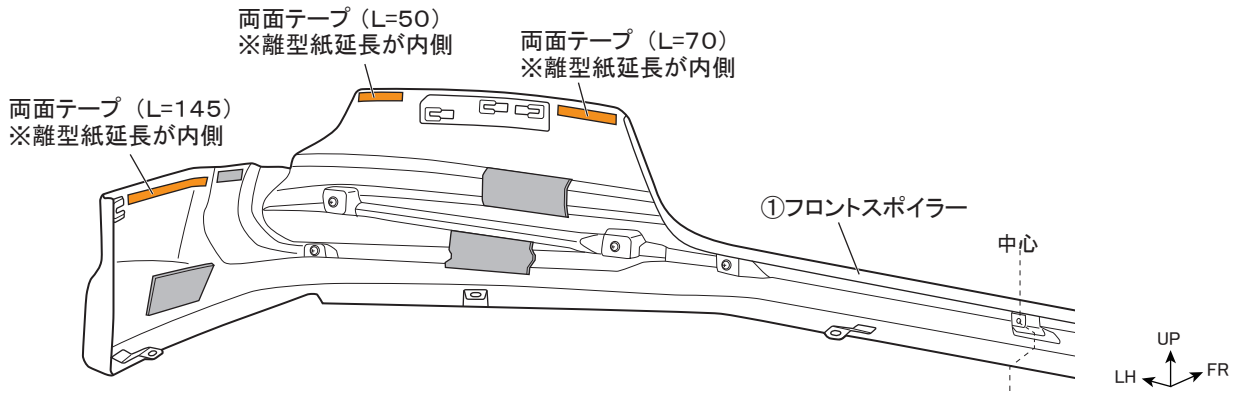 両面テープ（L=50）
※離型紙延長が内側
両面テープ（L=70）
※離型紙延長が内側
両面テープ（L=145）
※離型紙延長が内側
①フロントスポイラー
中心
UP
LH
FR